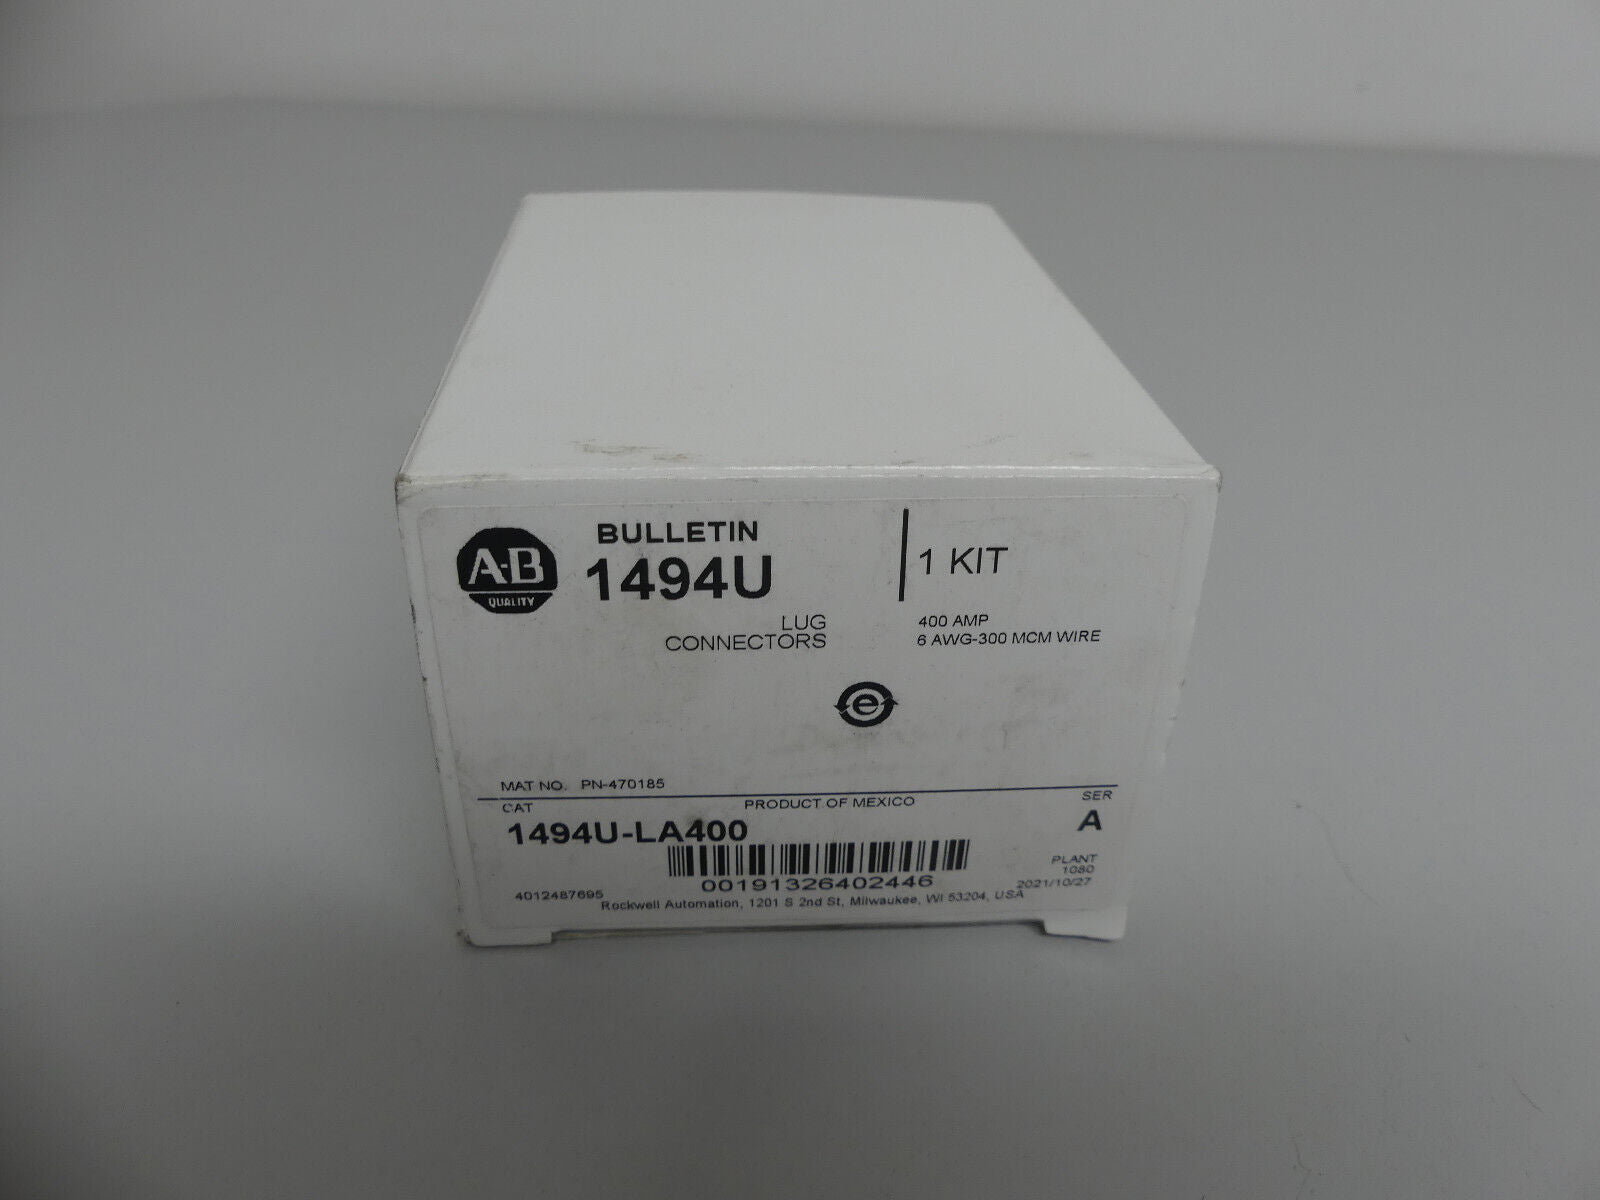 A-B
QUALITY
BULLETIN
1494U
LUG
CONNECTORS
1 KIT
400 AMP
6 AWG-300 MCM WIRE
e
MAT NO. PN-470185
CAT
PRODUCT OF MEXICO
SER
1494U-LA400
A
00191326402446
PLANT
1080
2021/10/27
4012487695
Rockwell Automation, 1201 S 2nd St, Milwaukee, WI 53204, USA